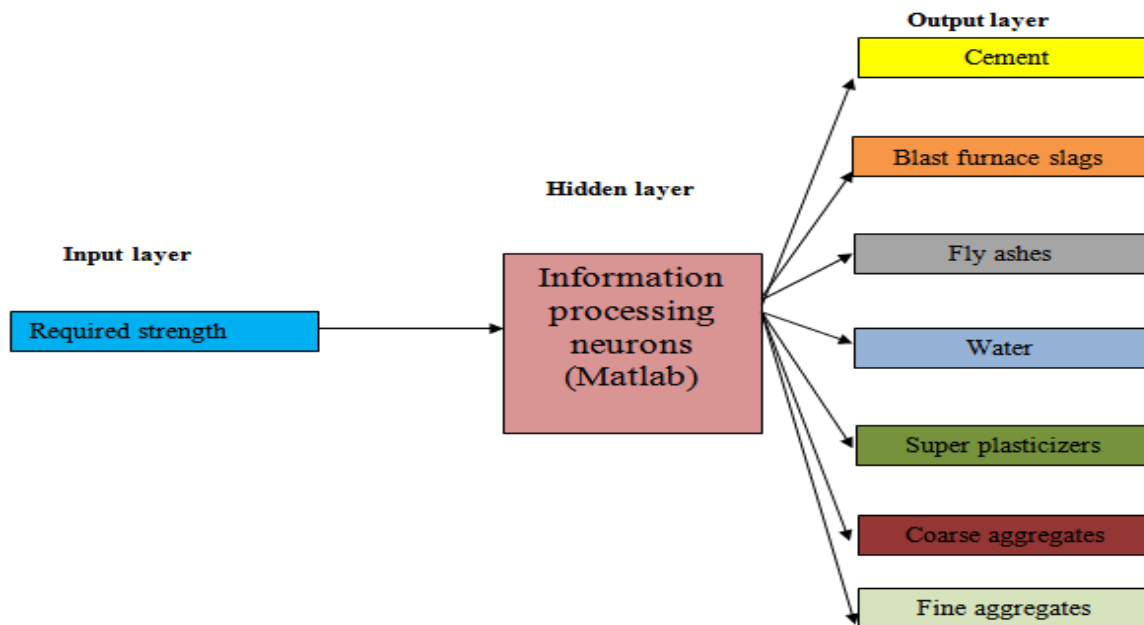 Input layer
Required strength
Hidden layer
Information
processing
neurons
(Matlab)
Output layer
Cement
Blast furnace slags
Fly ashes
Water
Super plasticizers
Coarse aggregates
Fine aggregates